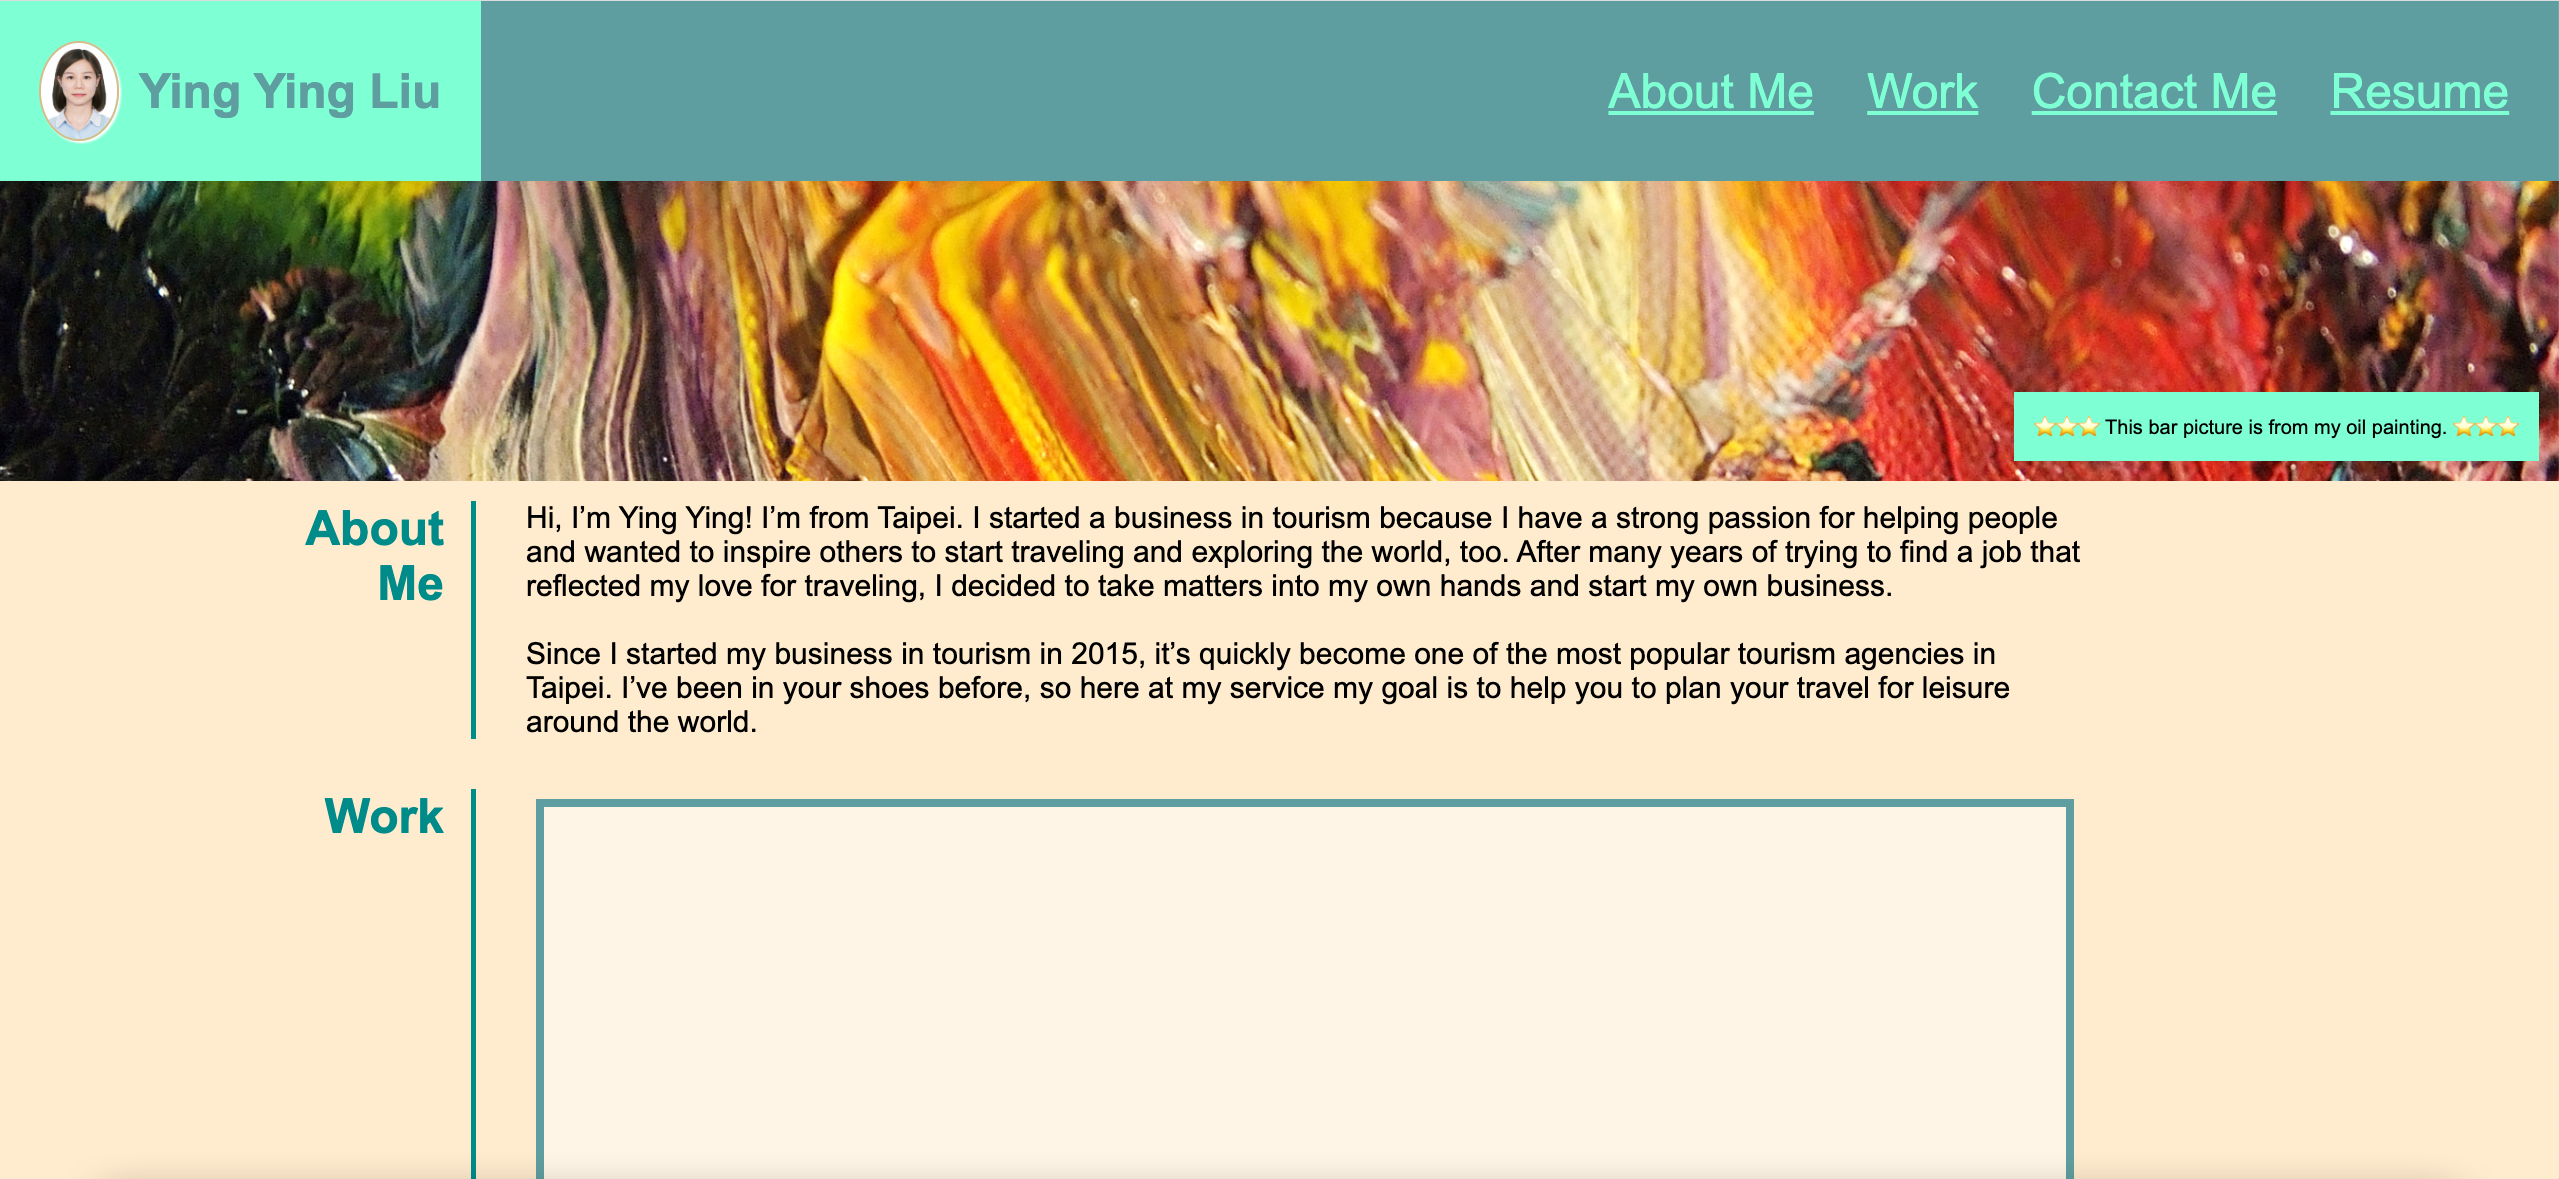 Ying Ying Liu
About Me Work Contact Me Resume
⭐⭐⭐ This bar picture is from my oil painting. ⭐⭐⭐
About
Me
Hi, I’m Ying Ying! I’m from Taipei. I started a business in tourism because I have a strong passion for helping people
and wanted to inspire others to start traveling and exploring the world, too. After many years of trying to find a job that
reflected my love for traveling, I decided to take matters into my own hands and start my own business.
Since I started my business in tourism in 2015, it’s quickly become one of the most popular tourism agencies in
Taipei. I’ve been in your shoes before, so here at my service my goal is to help you to plan your travel for leisure
around the world.
Work